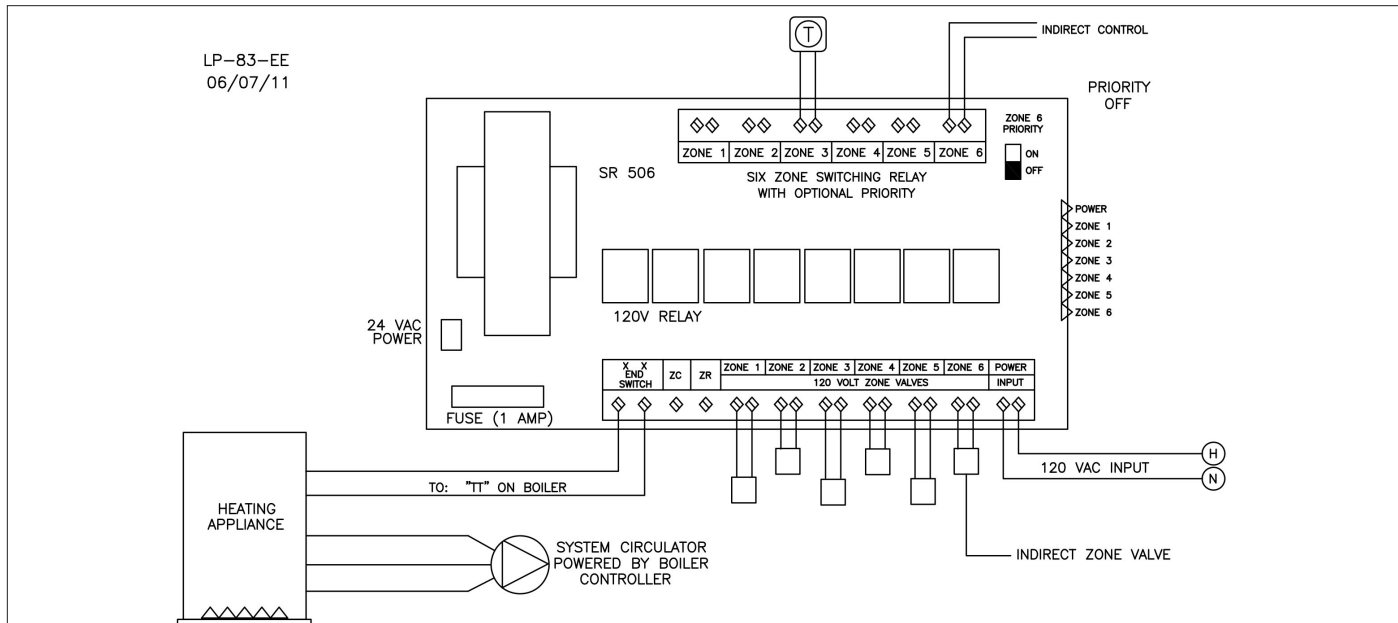 LP-83-EE
06/07/11
T
INDIRECT CONTROL
PRIORITY
OFF
ZONE 6
PRIORITY
ON
OFF
ZONE 1 ZONE 2 ZONE 3 ZONE 4 ZONE 5 ZONE 6
SR 506
SIX ZONE SWITCHING RELAY
WITH OPTIONAL PRIORITY
POWER
ZONE 1
ZONE 2
ZONE 3
ZONE 4
ZONE 5
ZONE 6
120V RELAY
24 VAC
POWER
FUSE (1 AMP)
X X
END
SWITCH
ZC
ZR
ZONE 1 ZONE 2 ZONE 3 ZONE 4 ZONE 5 ZONE 6
120 VOLT ZONE VALVES
POWER
INPUT
H
120 VAC INPUT
N
TO: "TT" ON BOILER
HEATING
APPLIANCE
SYSTEM CIRCULATOR
POWERED BY BOILER
CONTROLLER
INDIRECT ZONE VALVE